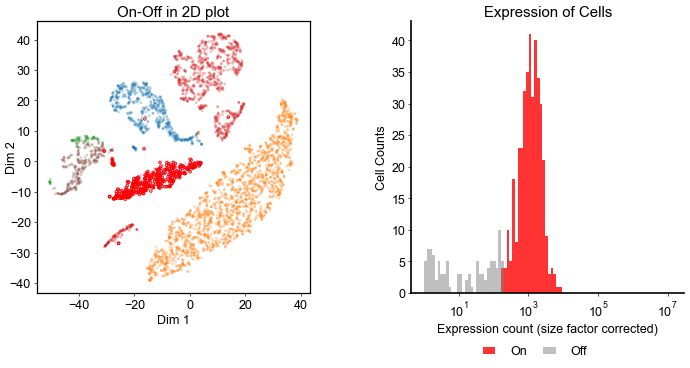 On-Off in 2D plot
Dim 2
40
30
20
10
0
−10
−20
−30
−40
−40 −20 0 20 40
Dim 1
Expression of Cells
Cell Counts
40
35
30
25
20
15
10
5
0
10^1 10^3 10^5 10^7
Expression count (size factor corrected)
On Off